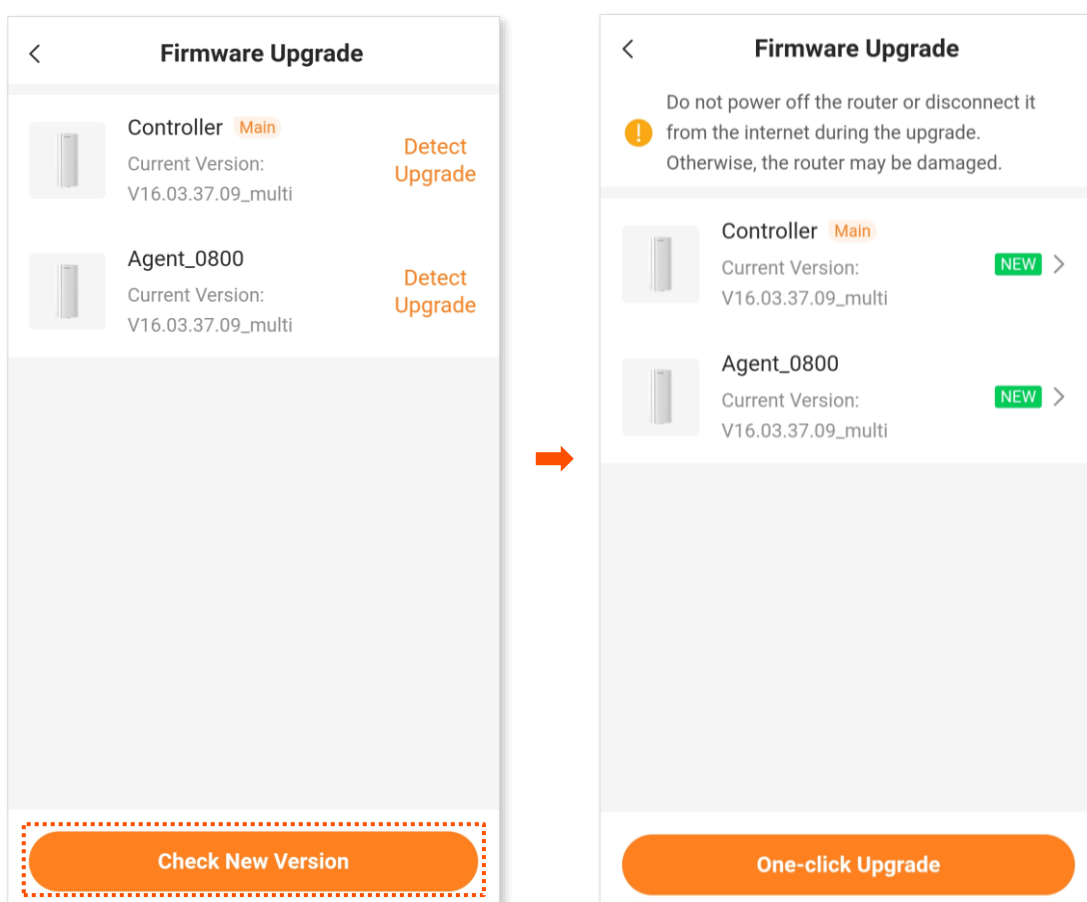 Firmware Upgrade
Controller Main
Current Version:
V16.03.37.09_multi
Detect
Upgrade
Agent_0800
Current Version:
V16.03.37.09_multi
Detect
Upgrade
Check New Version
Firmware Upgrade
Do not power off the router or disconnect it
from the internet during the upgrade.
Otherwise, the router may be damaged.
Controller Main
Current Version:
V16.03.37.09_multi
NEW
Agent_0800
Current Version:
V16.03.37.09_multi
NEW
One-click Upgrade